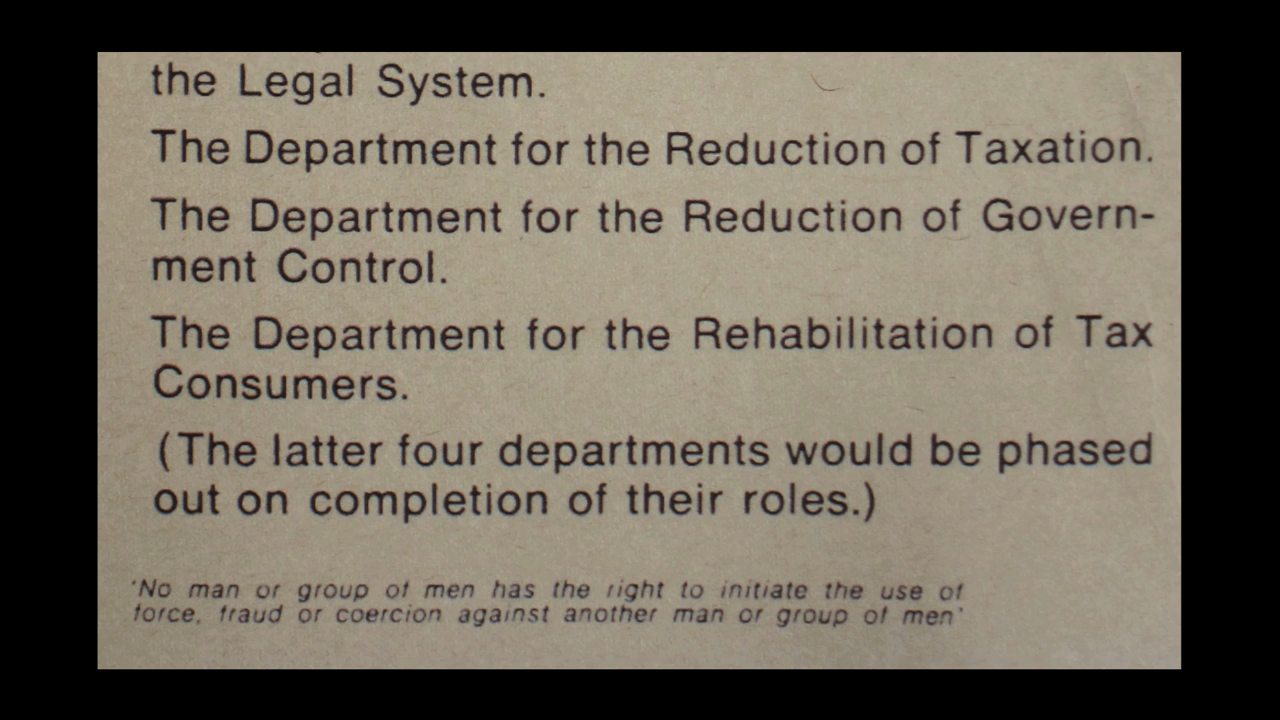 the Legal System.
The Department for the Reduction of Taxation.
The Department for the Reduction of Govern-
ment Control.
The Department for the Rehabilitation of Tax
Consumers.
(The latter four departments would be phased
out on completion of their roles.)
'No man or group of men has the right to initiate the use of
force, fraud or coercion against another man or group of men'